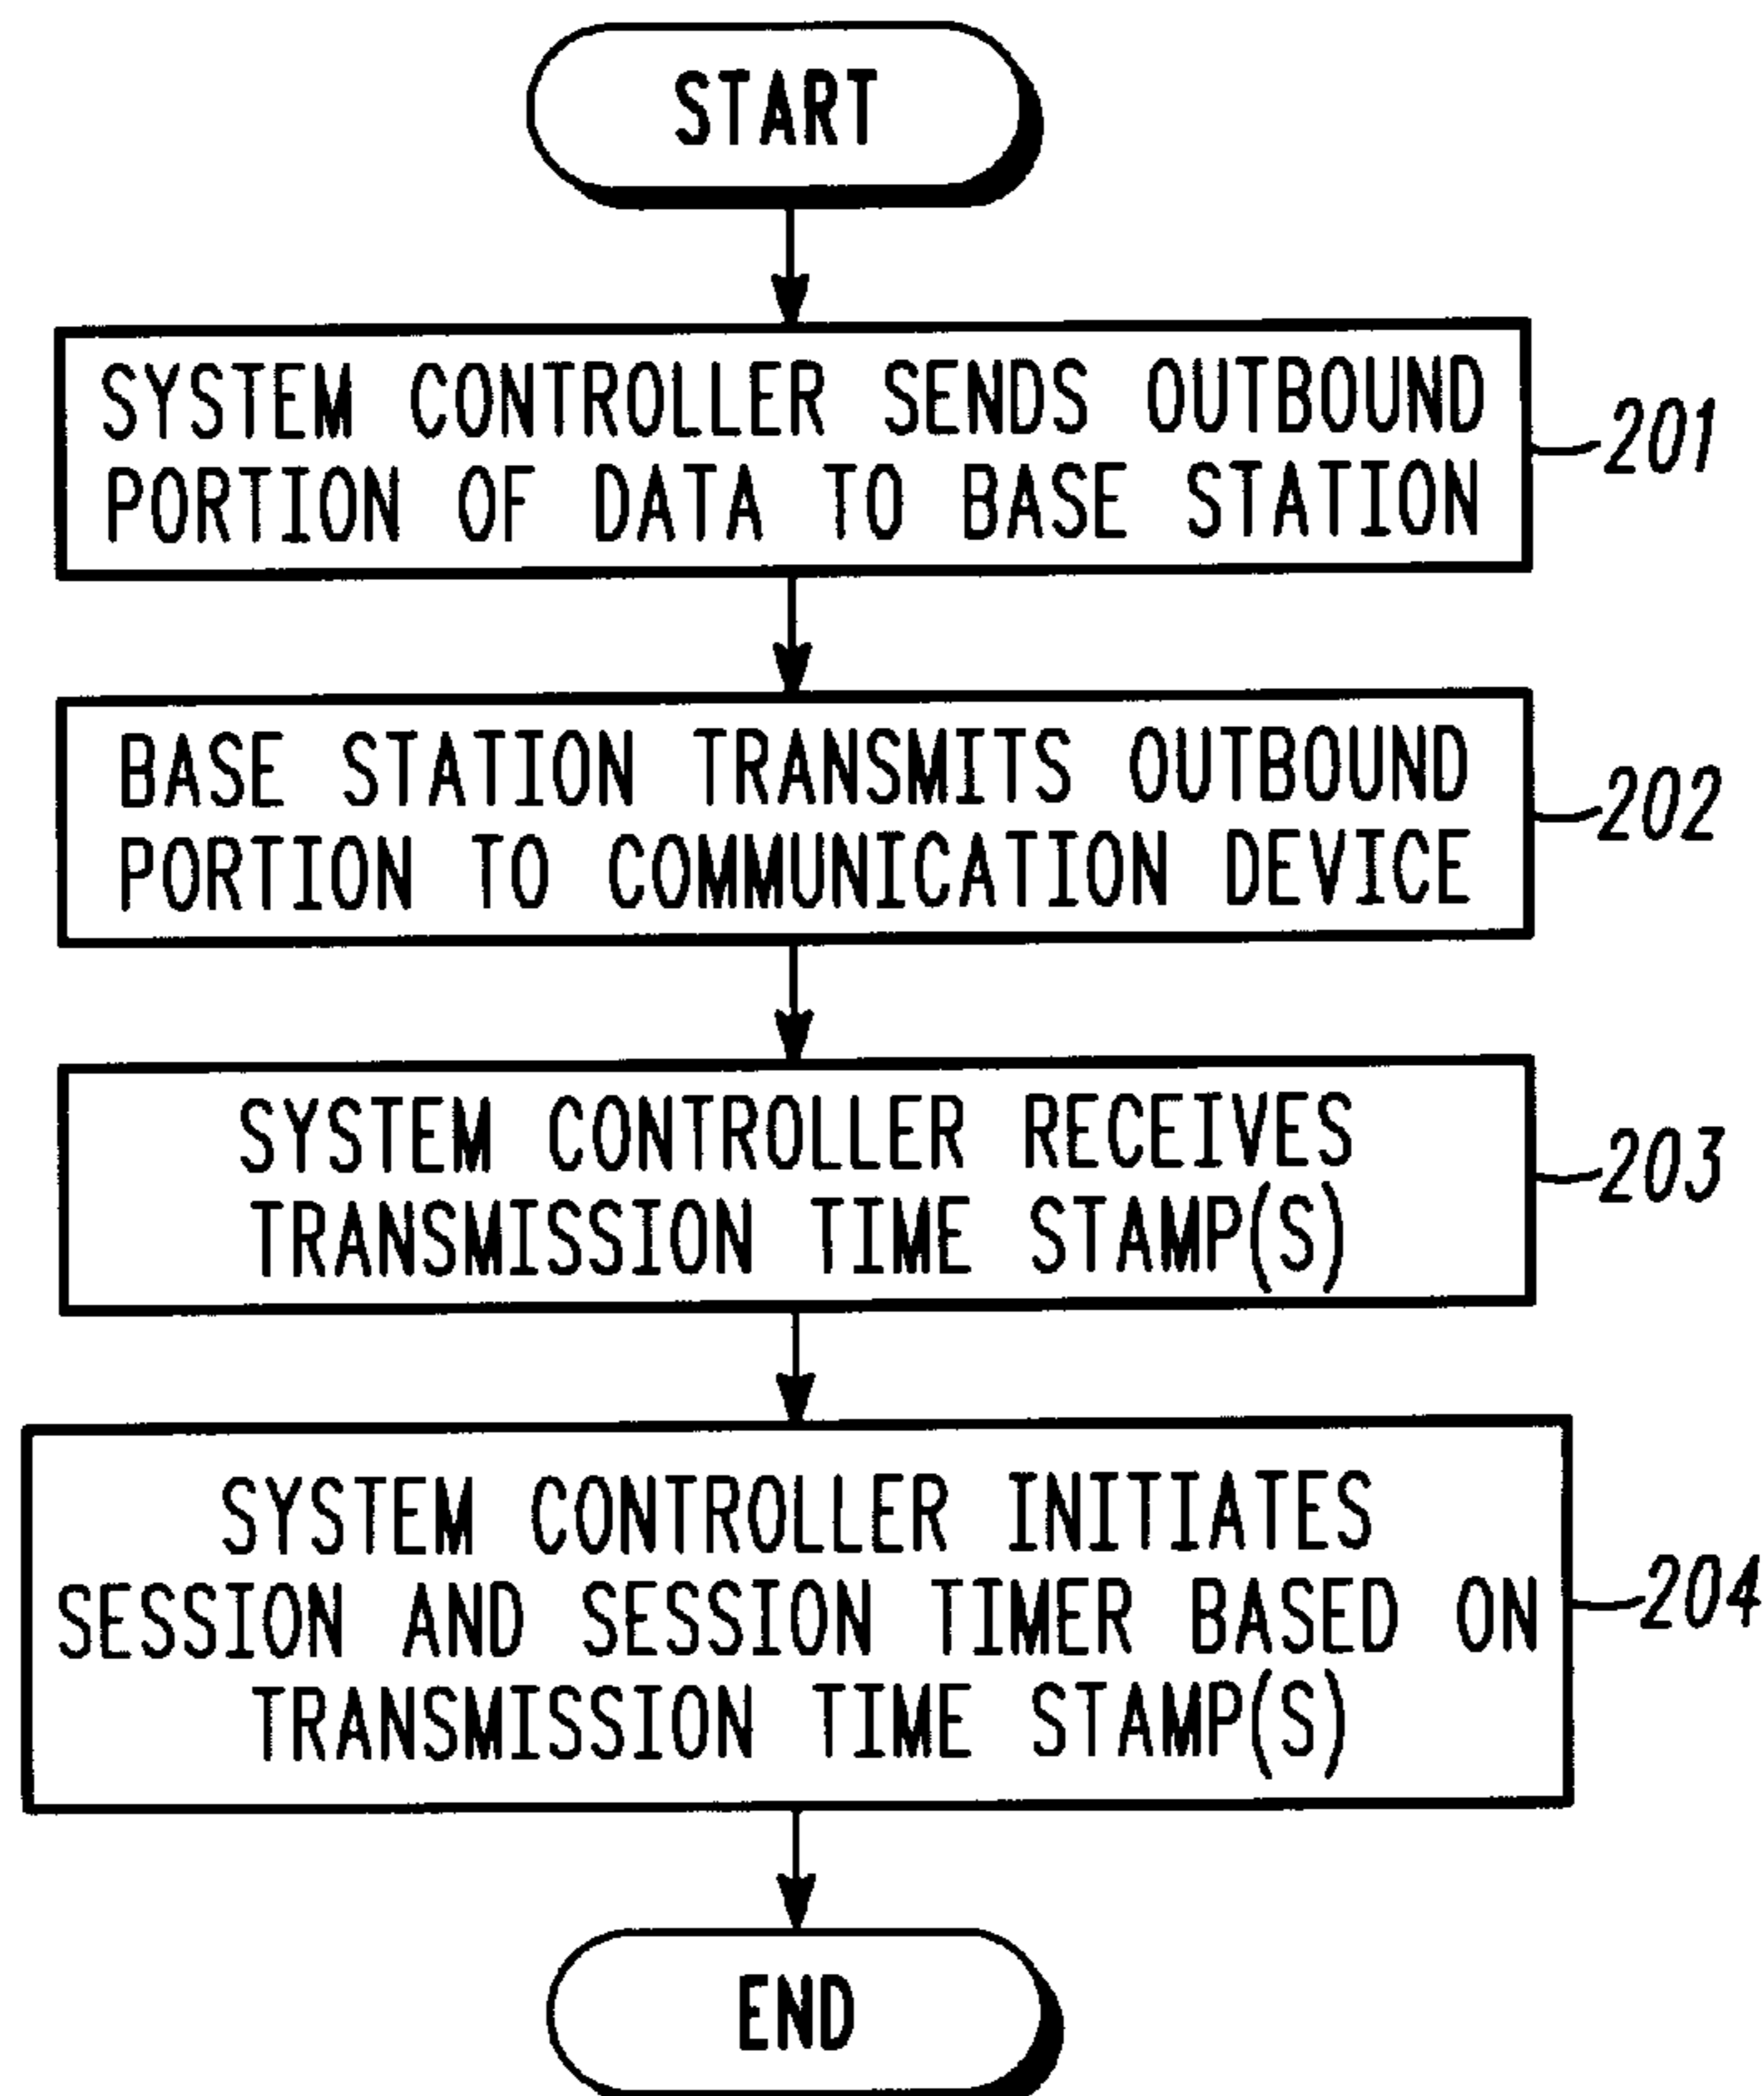 START
SYSTEM CONTROLLER SENDS OUTBOUND
PORTION OF DATA TO BASE STATION
201
BASE STATION TRANSMITS OUTBOUND
PORTION TO COMMUNICATION DEVICE
202
SYSTEM CONTROLLER RECEIVES
TRANSMISSION TIME STAMP(S)
203
SYSTEM CONTROLLER INITIATES
SESSION AND SESSION TIMER BASED ON
TRANSMISSION TIME STAMP(S)
204
END